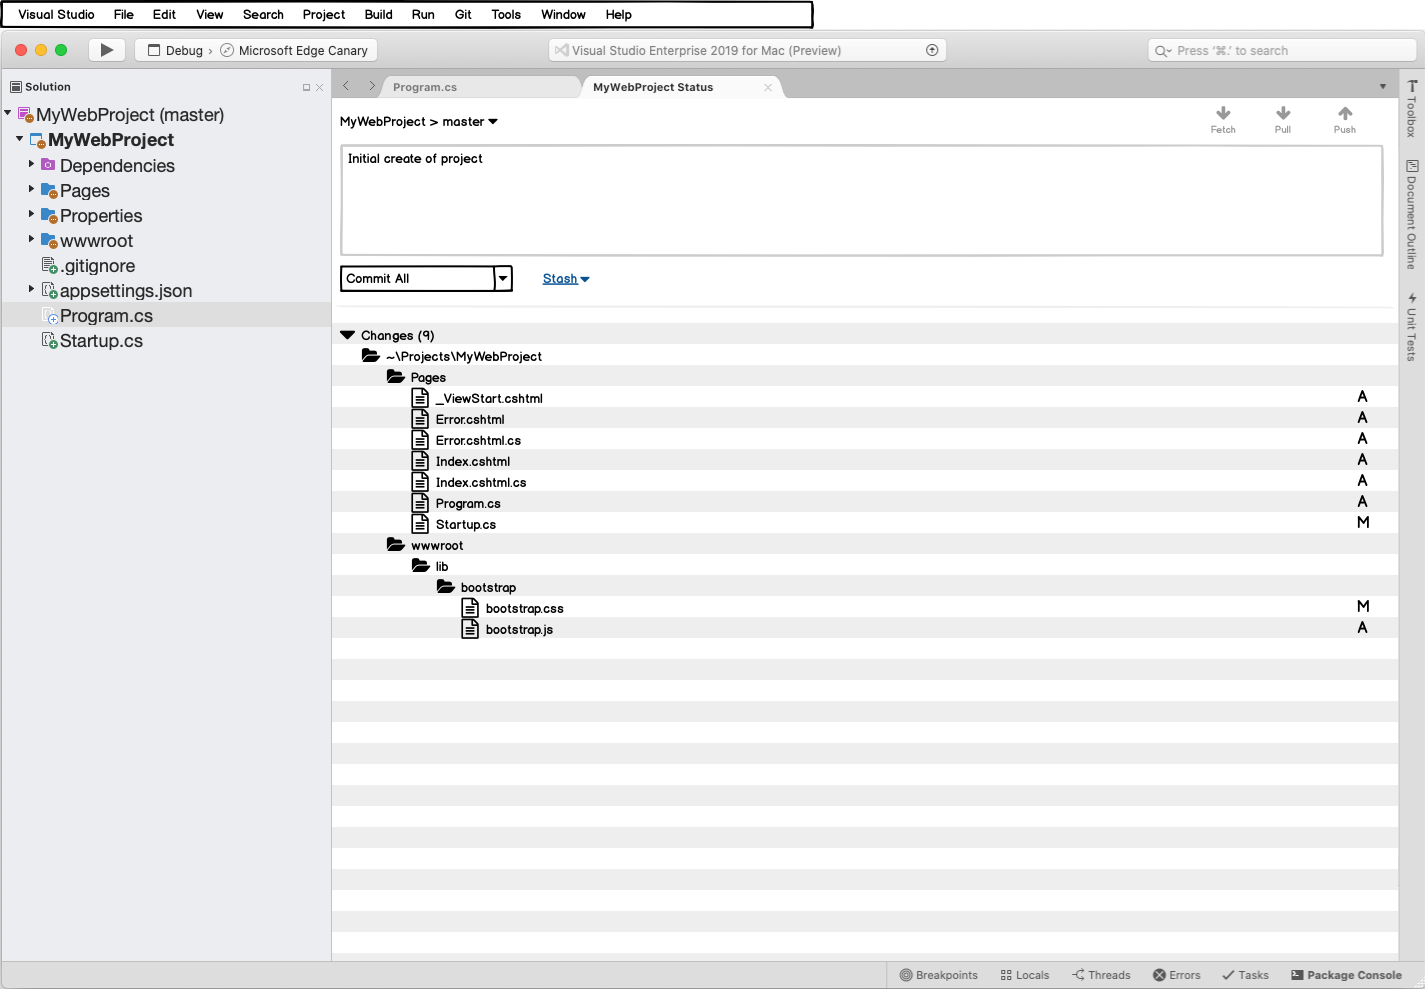 Visual Studio File Edit View Search Project Build Run Git Tools Window Help
Debug › Microsoft Edge Canary
Visual Studio Enterprise 2019 for Mac (Preview)
Press ‘⌘.’ to search
Solution
MyWebProject (master)
MyWebProject
Dependencies
Pages
Properties
wwwroot
.gitignore
appsettings.json
Program.cs
Startup.cs
Program.cs
MyWebProject Status
MyWebProject > master
Fetch
Pull
Push
Initial create of project
Commit All
Stash
Changes (9)
~\Projects\MyWebProject
Pages
_ViewStart.cshtml A
Error.cshtml A
Error.cshtml.cs A
Index.cshtml A
Index.cshtml.cs A
Program.cs A
Startup.cs M
wwwroot
lib
bootstrap
bootstrap.css M
bootstrap.js A
Toolbox
Document Outline
Unit Tests
Breakpoints
Locals
Threads
Errors
Tasks
Package Console